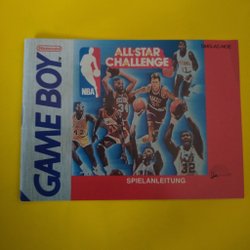 Nintendo
GAME BOY
NBA
ALL★STAR
CHALLENGE
SPIELANLEITUNG